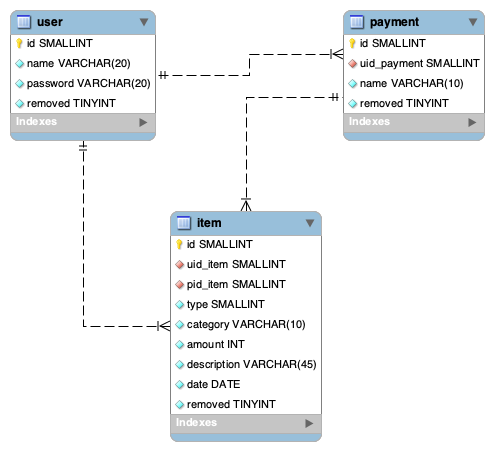 user
id SMALLINT
name VARCHAR(20)
password VARCHAR(20)
removed TINYINT
Indexes
payment
id SMALLINT
uid_payment SMALLINT
name VARCHAR(10)
removed TINYINT
Indexes
item
id SMALLINT
uid_item SMALLINT
pid_item SMALLINT
type SMALLINT
category VARCHAR(10)
amount INT
description VARCHAR(45)
date DATE
removed TINYINT
Indexes